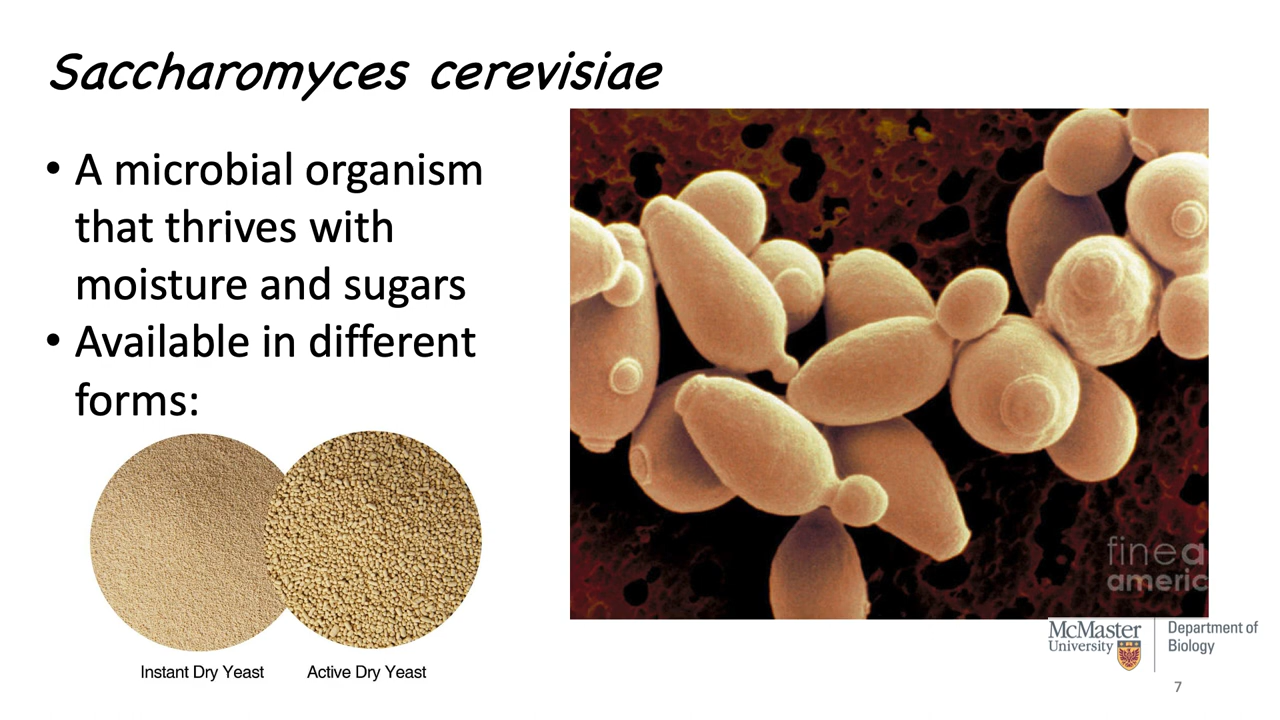 Saccharomyces cerevisiae
• A microbial organism
that thrives with
moisture and sugars
• Available in different
forms:
Instant Dry Yeast
Active Dry Yeast
fine a
americ
McMaster
University
Department of
Biology
7